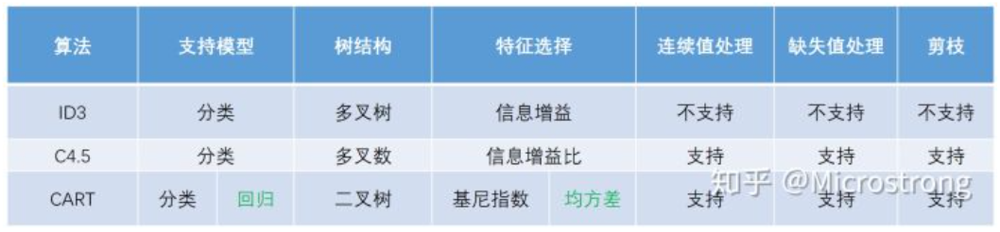 算法 支持模型 树结构 特征选择 连续值处理 缺失值处理 剪枝
ID3 分类 多叉树 信息增益 不支持 不支持 不支持
C4.5 分类 多叉数 信息增益比 支持 支持 支持
CART 分类 回归 二叉树 基尼指数 均方差 支持 支持 支持
知乎 @Microstrong